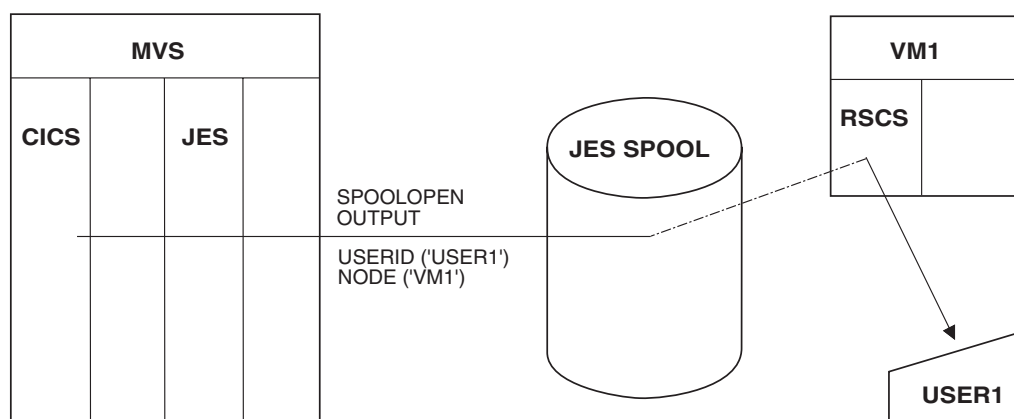 MVS
VM1
CICS
JES
RSCS
JES SPOOL
SPOOLOPEN
OUTPUT
USERID ('USER1')
NODE ('VM1')
USER1